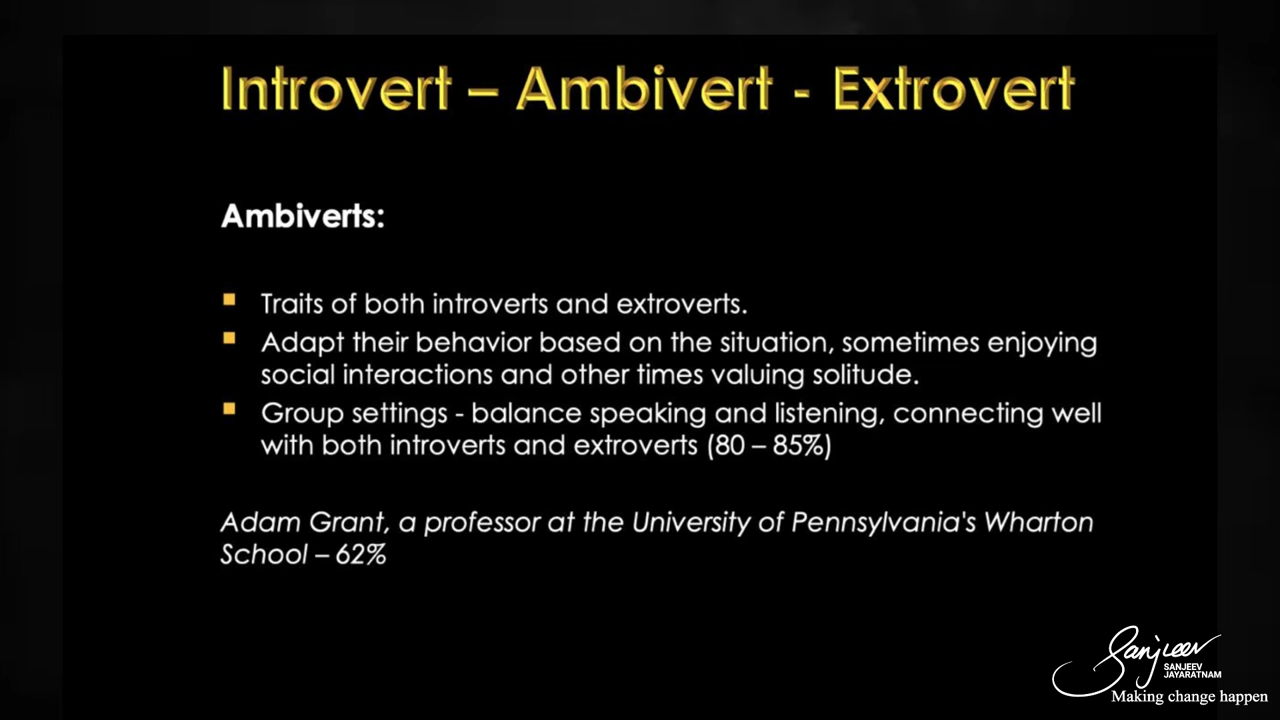 Introvert – Ambivert - Extrovert
Ambiverts:
Traits of both introverts and extroverts.
Adapt their behavior based on the situation, sometimes enjoying
social interactions and other times valuing solitude.
Group settings - balance speaking and listening, connecting well
with both introverts and extroverts (80 – 85%)
Adam Grant, a professor at the University of Pennsylvania's Wharton
School – 62%
Sanjeev
SANJEEV
JAYARATNAM
Making change happen